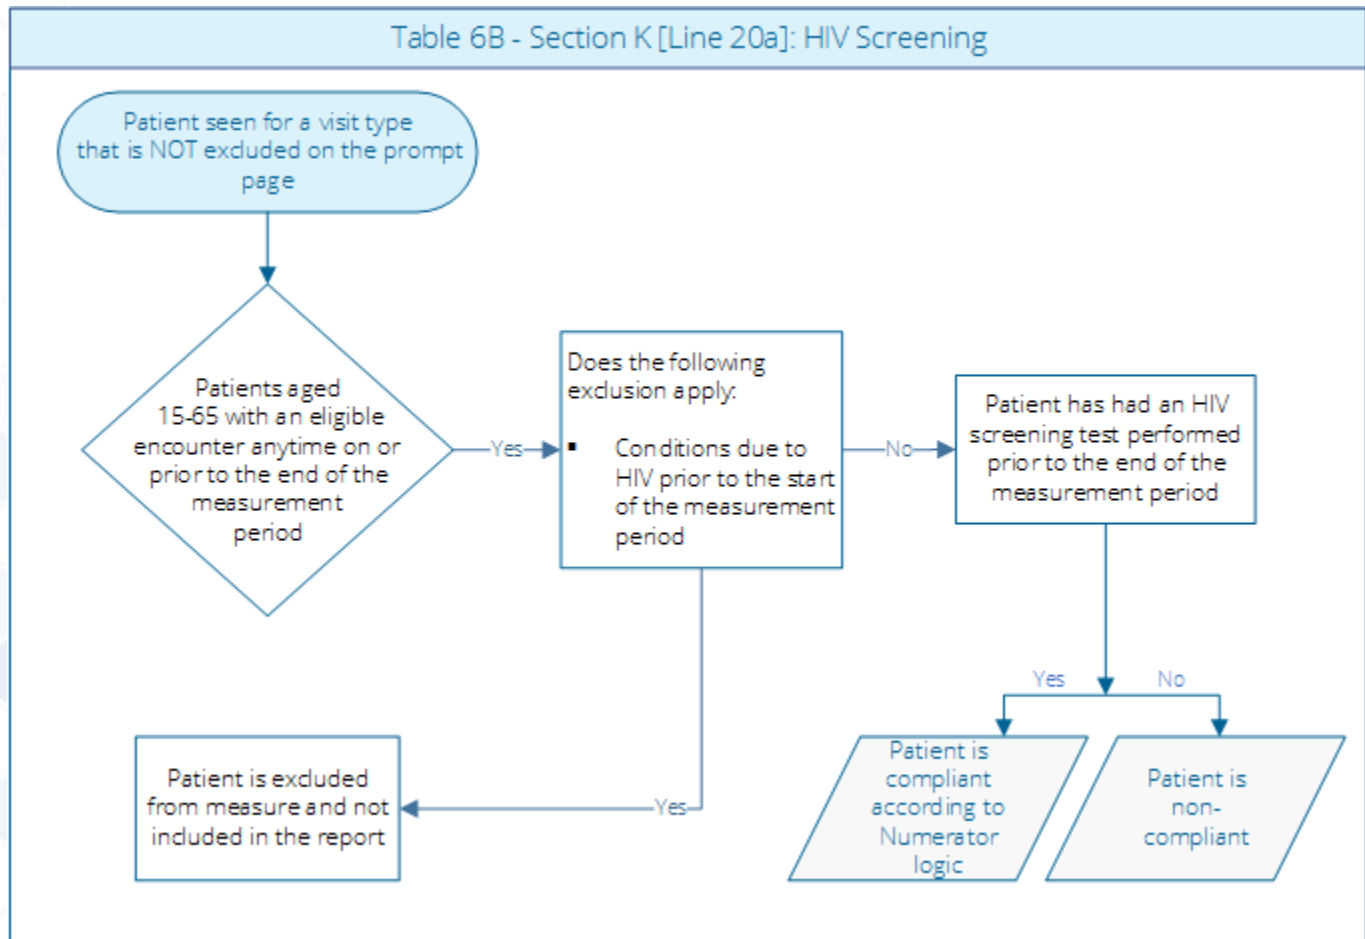 Table 6B - Section K [Line 20a]: HIV Screening
Patient seen for a visit type
that is NOT excluded on the prompt
page
Patients aged
15-65 with an eligible
encounter anytime on or
prior to the end of the
measurement
period
Yes
Does the following
exclusion apply:
▪ Conditions due to
HIV prior to the start
of the measurement
period
No
Patient has had an HIV
screening test performed
prior to the end of the
measurement period
Yes
No
Patient is excluded
from measure and not
included in the report
Yes
Patient is
compliant
according to
Numerator
logic
Patient is
non-
compliant